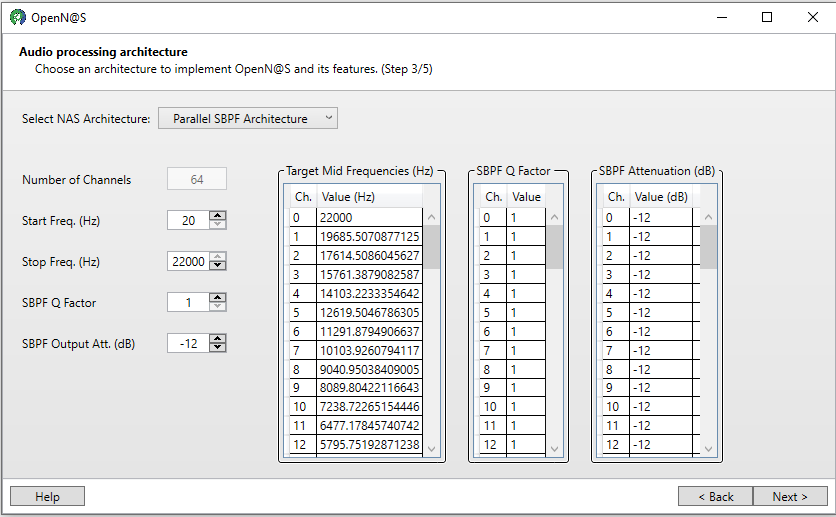 OpenN@S
Audio processing architecture
Choose an architecture to implement OpenN@S and its features. (Step 3/5)
Select NAS Architecture: Parallel SBPF Architecture
Number of Channels 64
Start Freq. (Hz) 20
Stop Freq. (Hz) 22000
SBPF Q Factor 1
SBPF Output Att. (dB) -12
Target Mid Frequencies (Hz)
Ch. Value (Hz)
0 22000
1 19685.5070877125
2 17614.5086045627
3 15761.3879082587
4 14103.2233354642
5 12619.5046786305
6 11291.8794906637
7 10103.9260794117
8 9040.95038409005
9 8089.80422116643
10 7238.72265154446
11 6477.17845740742
12 5795.75192871238
SBPF Q Factor
Ch. Value
0 1
1 1
2 1
3 1
4 1
5 1
6 1
7 1
8 1
9 1
10 1
11 1
12 1
SBPF Attenuation (dB)
Ch. Value (dB)
0 -12
1 -12
2 -12
3 -12
4 -12
5 -12
6 -12
7 -12
8 -12
9 -12
10 -12
11 -12
12 -12
Help
< Back
Next >